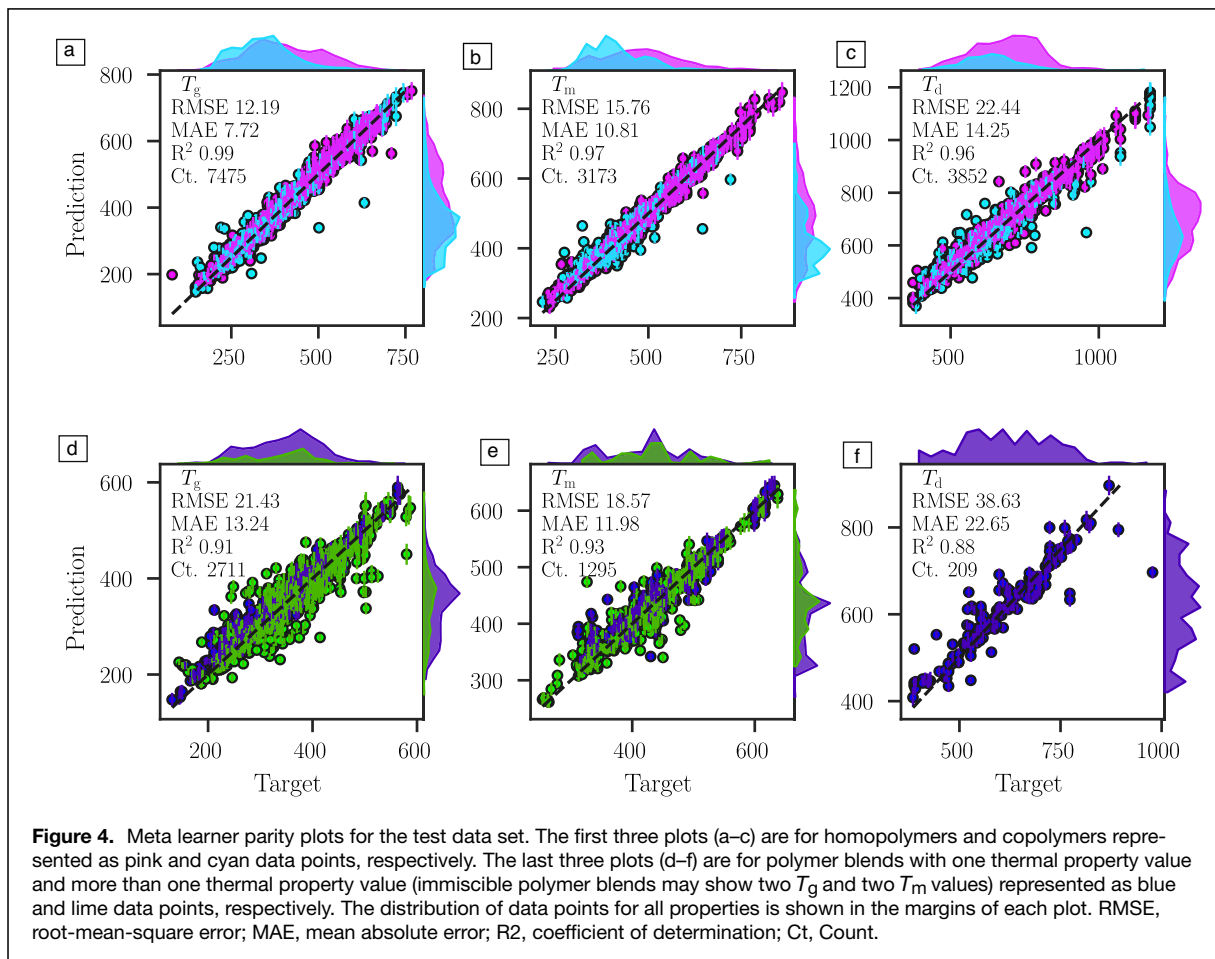 a
b
c
800
600
400
200
250
500
750
T_g
RMSE 12.19
MAE 7.72
R² 0.99
Ct. 7475
Prediction
800
600
400
200
250
500
750
T_m
RMSE 15.76
MAE 10.81
R² 0.97
Ct. 3173
1200
1000
800
600
400
500
1000
T_d
RMSE 22.44
MAE 14.25
R² 0.96
Ct. 3852
d
e
f
600
400
200
200
400
600
T_g
RMSE 21.43
MAE 13.24
R² 0.91
Ct. 2711
Prediction
Target
600
500
400
300
400
600
T_m
RMSE 18.57
MAE 11.98
R² 0.93
Ct. 1295
Target
800
600
400
500
750
1000
T_d
RMSE 38.63
MAE 22.65
R² 0.88
Ct. 209
Target
Figure 4. Meta learner parity plots for the test data set. The first three plots (a–c) are for homopolymers and copolymers repre-
sented as pink and cyan data points, respectively. The last three plots (d–f) are for polymer blends with one thermal property value
and more than one thermal property value (immiscible polymer blends may show two T_g and two T_m values) represented as blue
and lime data points, respectively. The distribution of data points for all properties is shown in the margins of each plot. RMSE,
root-mean-square error; MAE, mean absolute error; R2, coefficient of determination; Ct, Count.